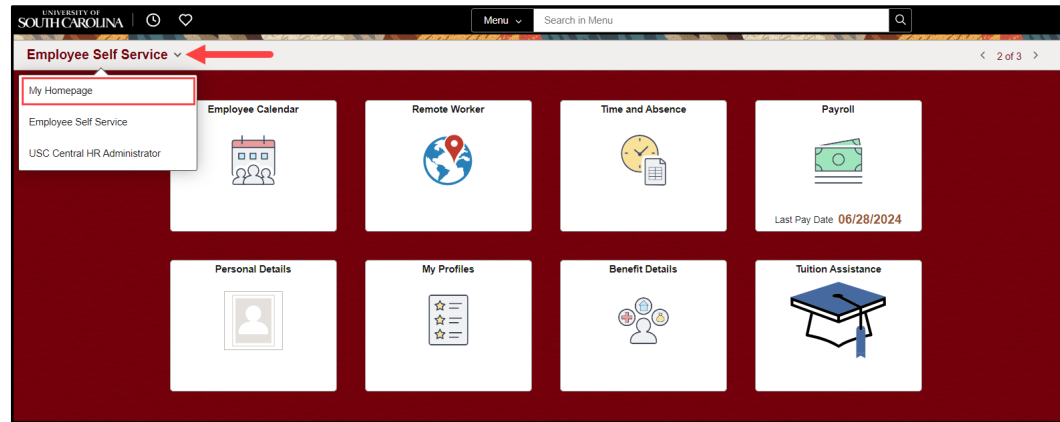 UNIVERSITY OF
SOUTH CAROLINA
Menu
Search in Menu
Employee Self Service
2 of 3
My Homepage
Employee Self Service
USC Central HR Administrator
Employee Calendar
Remote Worker
Time and Absence
Payroll
Last Pay Date 06/28/2024
Personal Details
My Profiles
Benefit Details
Tuition Assistance